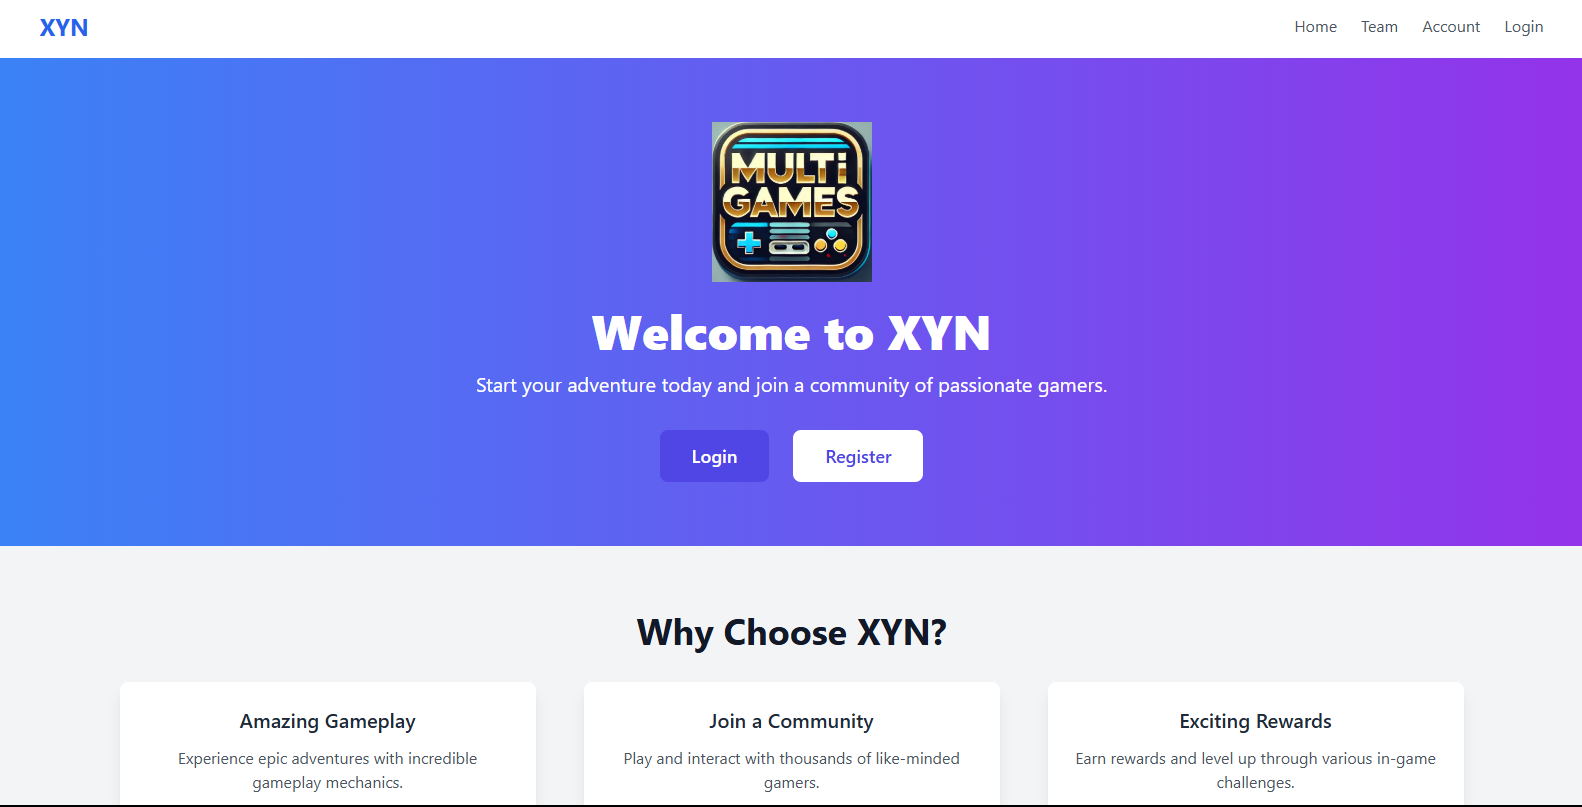 XYN
Home Team Account Login
MULTi
GAMES
Welcome to XYN
Start your adventure today and join a community of passionate gamers.
Login Register
Why Choose XYN?
Amazing Gameplay
Experience epic adventures with incredible
gameplay mechanics.
Join a Community
Play and interact with thousands of like-minded
gamers.
Exciting Rewards
Earn rewards and level up through various in-game
challenges.